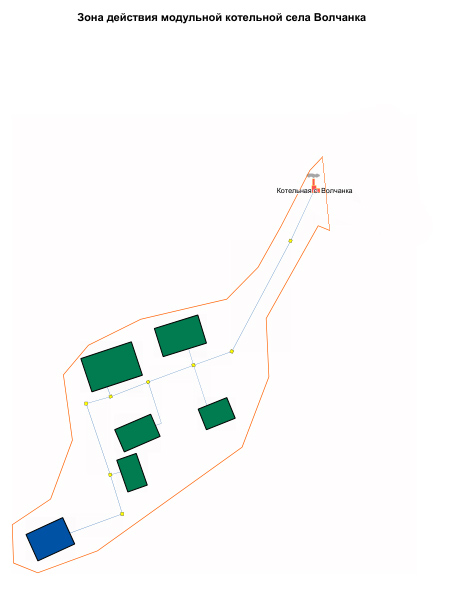 Зона действия модульной котельной села Волчанка
Котельная с. Волчанка